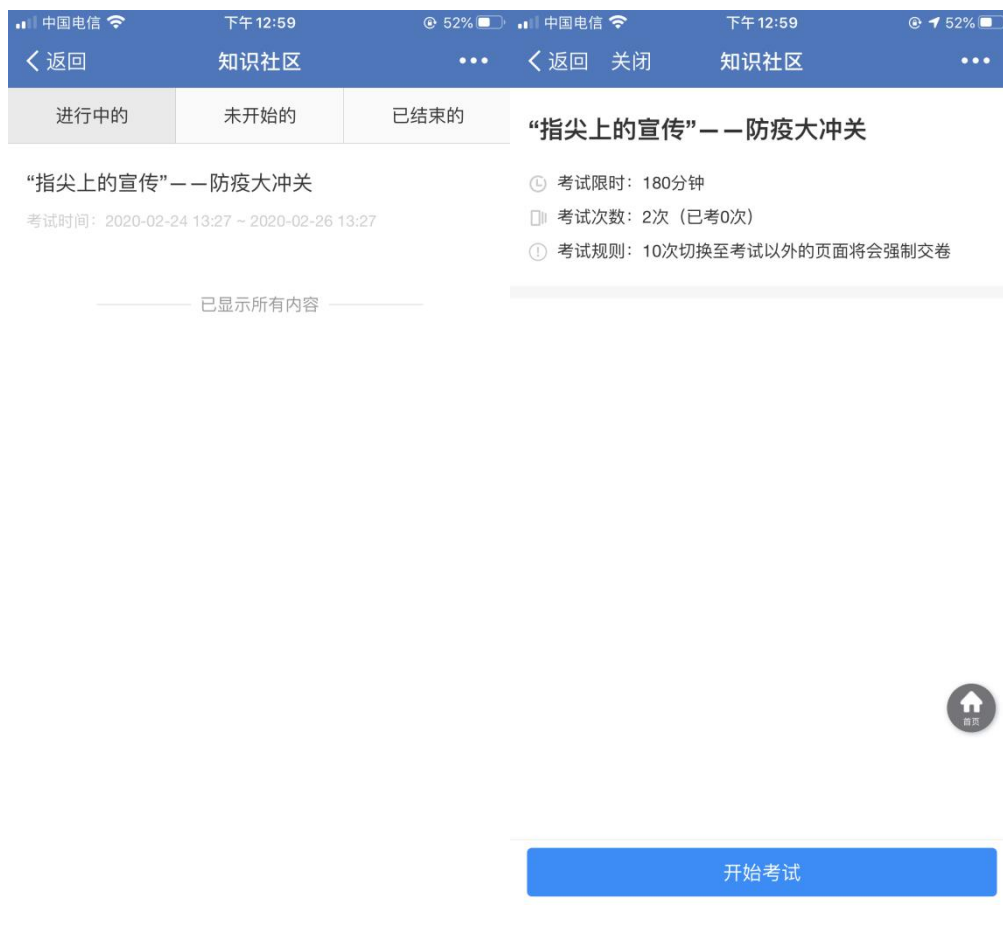 中国电信 下午12:59 52%
返回 知识社区
进行中的 未开始的 已结束的
“指尖上的宣传”——防疫大冲关
考试时间：2020-02-24 13:27 ~ 2020-02-26 13:27
已显示所有内容
中国电信 下午12:59 52%
返回 关闭 知识社区
“指尖上的宣传”——防疫大冲关
考试限时：180分钟
考试次数：2次（已考0次）
考试规则：10次切换至考试以外的页面将会强制交卷
首页
开始考试